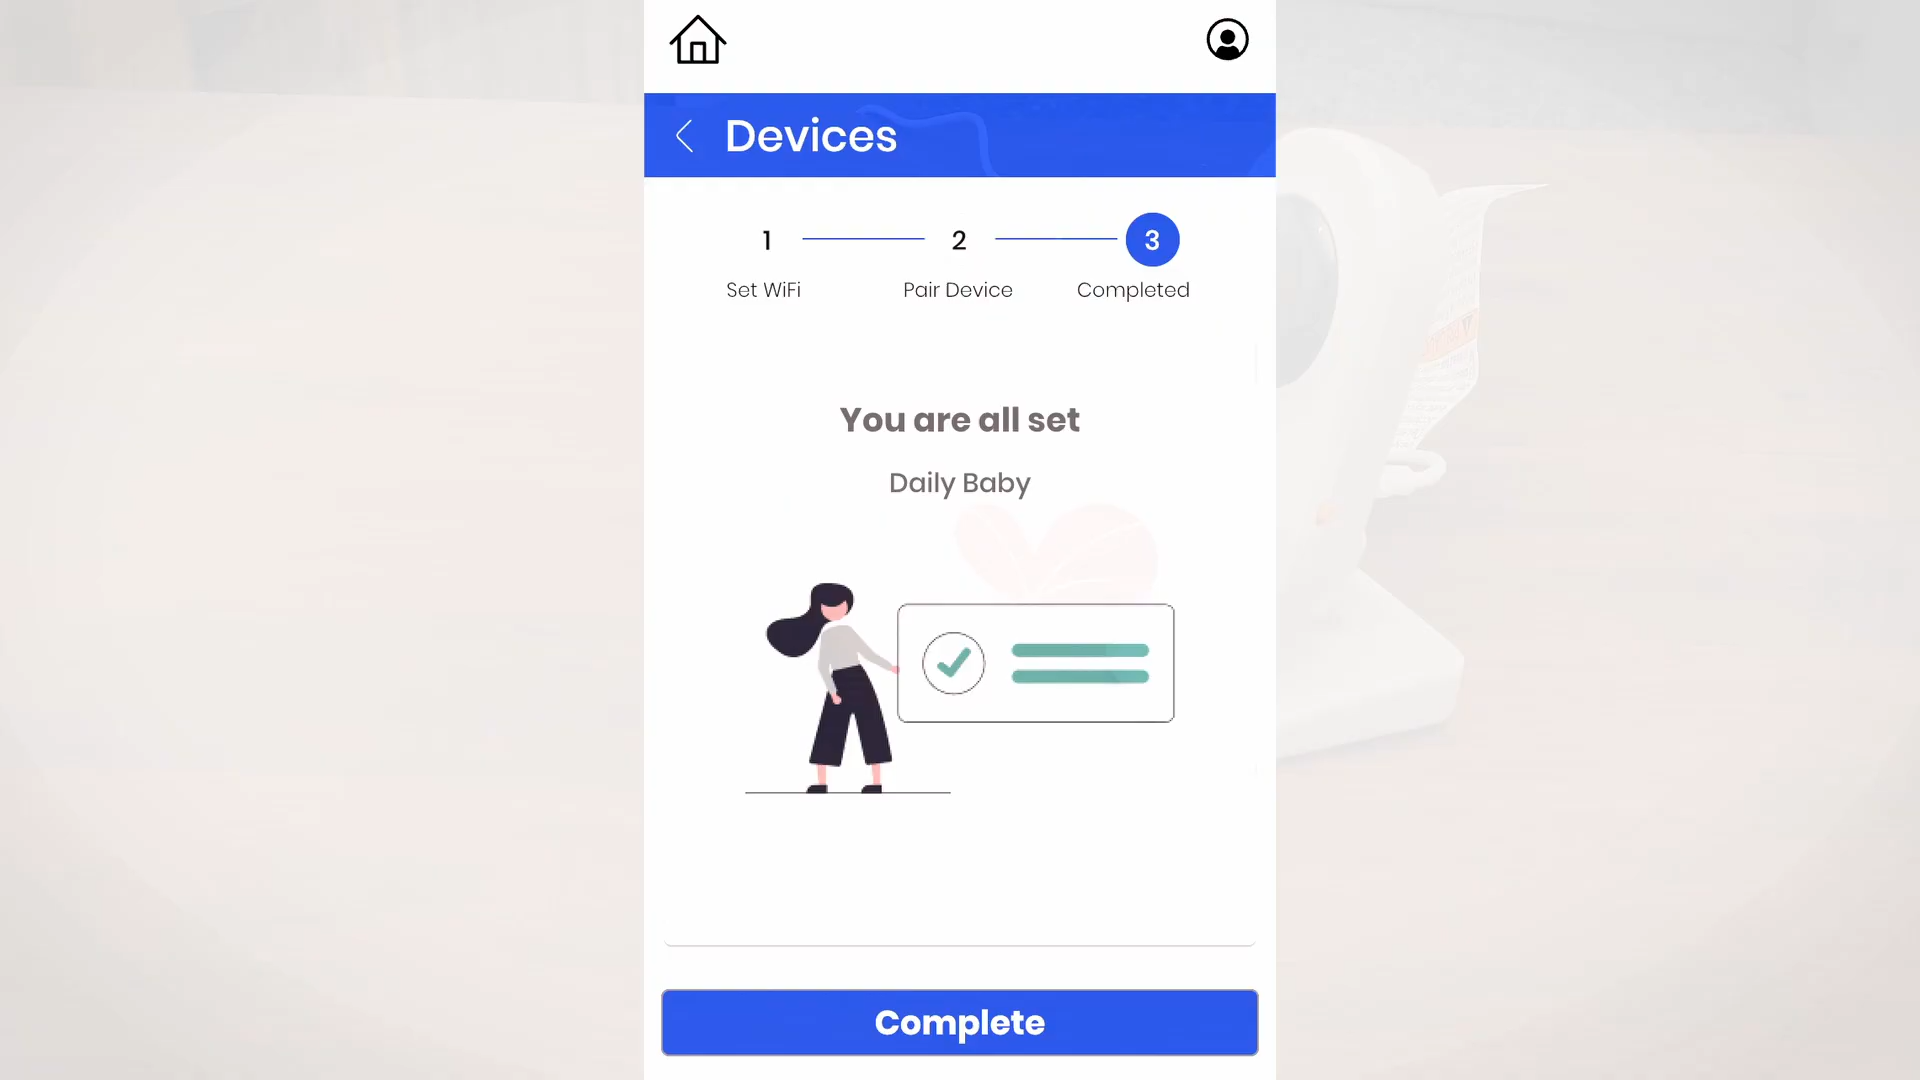 Devices
1
2
3
Set WiFi
Pair Device
Completed
You are all set
Daily Baby
Complete